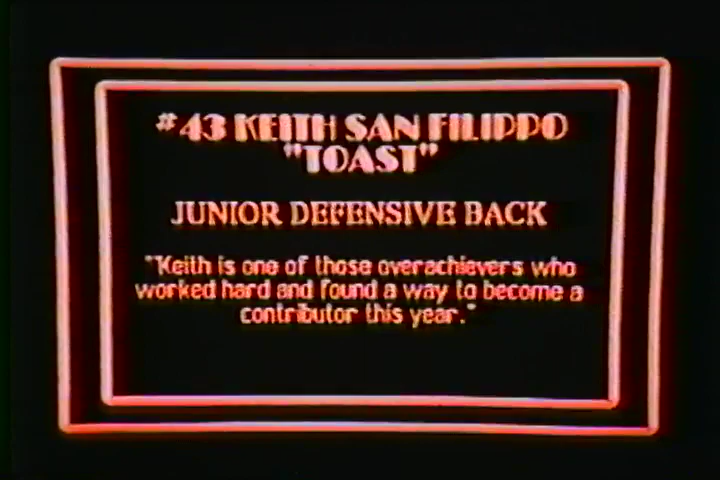 #43 KEITH SAN FILIPPO
"TOAST"
JUNIOR DEFENSIVE BACK
"Keith is one of those overachievers who
worked hard and found a way to become a
contributor this year."